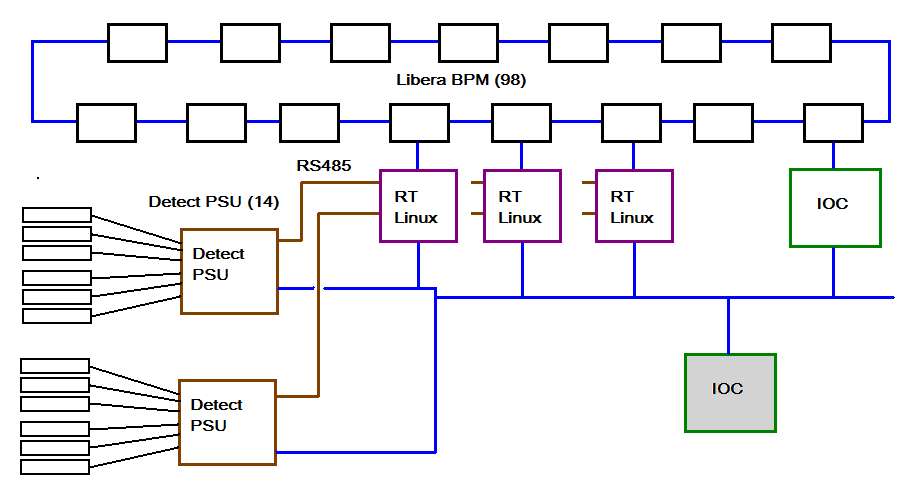 Libera BPM (98)
RS485
Detect PSU (14)
RT
Linux
RT
Linux
RT
Linux
IOC
Detect
PSU
IOC
Detect
PSU